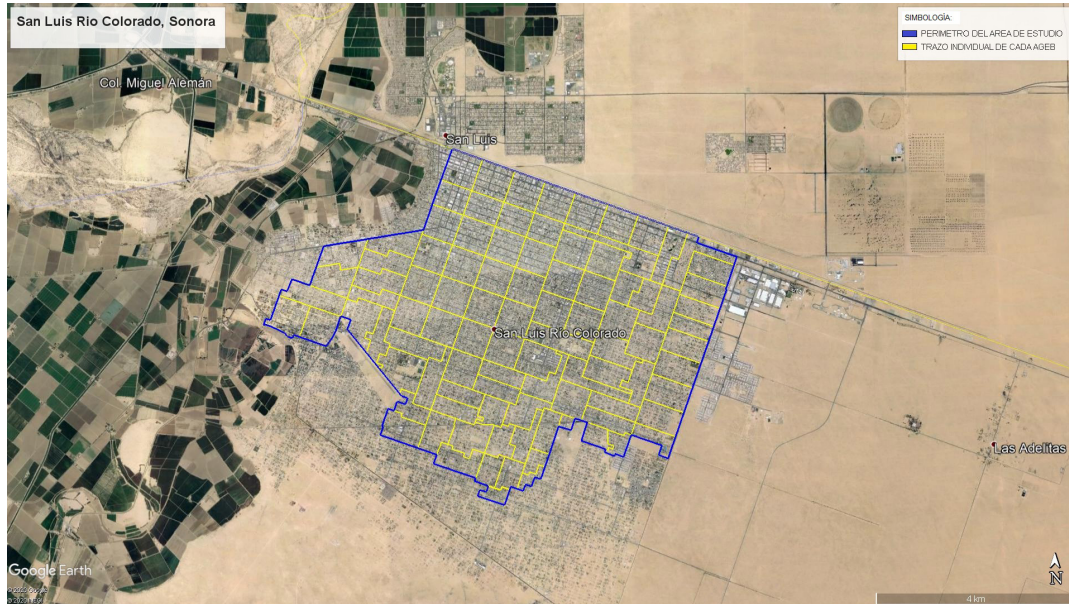 San Luis Rio Colorado, Sonora
SIMBOLOGÍA:
PERIMETRO DEL AREA DE ESTUDIO
TRAZO INDIVIDUAL DE CADA AGEB
Col. Miguel Alemán
San Luis
San Luis Río Colorado
Las Adelitas
Google Earth
N
4 km